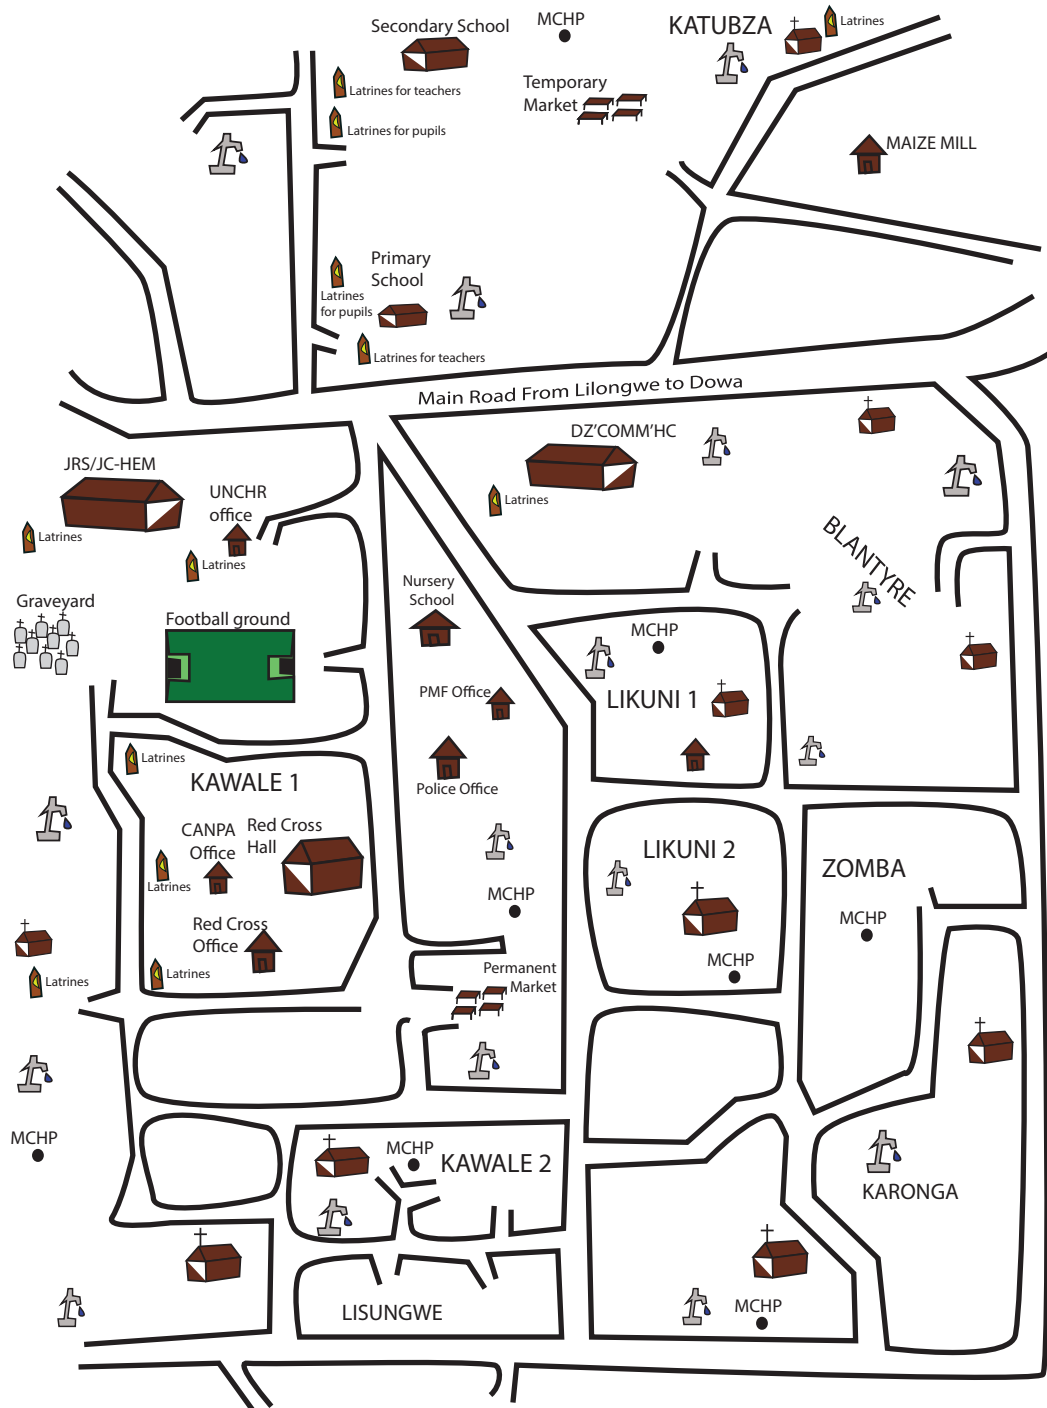 Secondary School
MCHP
KATUBZA
Latrines
Latrines for teachers
Temporary
Market
Latrines for pupils
MAIZE MILL
Primary
School
Latrines
for pupils
Latrines for teachers
Main Road From Lilongwe to Dowa
DZ'COMM'HC
JRS/JC-HEM
UNCHR
office
Latrines
Latrines
Latrines
BLANTYRE
Graveyard
Football ground
Nursery
School
MCHP
PMF Office
LIKUNI 1
Police Office
Latrines
KAWALE 1
CANPA
Office
Red Cross
Hall
Latrines
LIKUNI 2
ZOMBA
MCHP
MCHP
Red Cross
Office
MCHP
Latrines
Latrines
Permanent
Market
MCHP
MCHP
KAWALE 2
KARONGA
LISUNGWE
MCHP